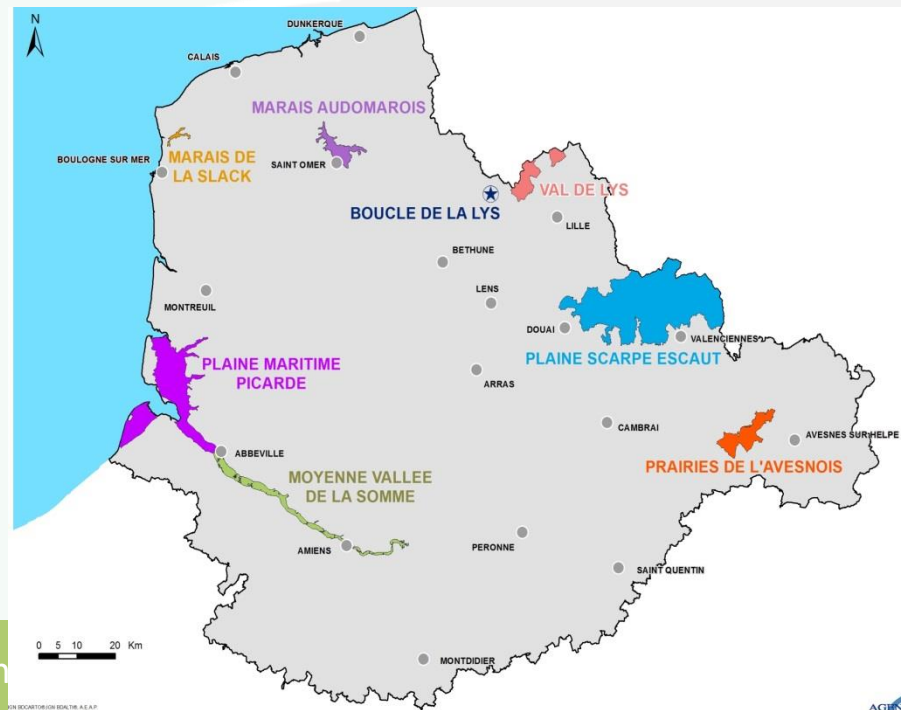 N
DUNKERQUE
CALAIS
MARAIS AUDOMAROIS
BOULOGNE SUR MER
MARAIS DE
LA SLACK
SAINT OMER
VAL DE LYS
BOUCLE DE LA LYS
LILLE
BETHUNE
LENS
MONTREUIL
DOUAI
VALENCIENNES
PLAINE SCARPE ESCAUT
PLAINE MARITIME
PICARDE
ARRAS
CAMBRAI
AVESNES SUR HELPE
ABBEVILLE
PRAIRIES DE L'AVESNOIS
MOYENNE VALLEE
DE LA SOMME
AMIENS
PERONNE
SAINT QUENTIN
0 5 10 20 Km
MONTDIDIER